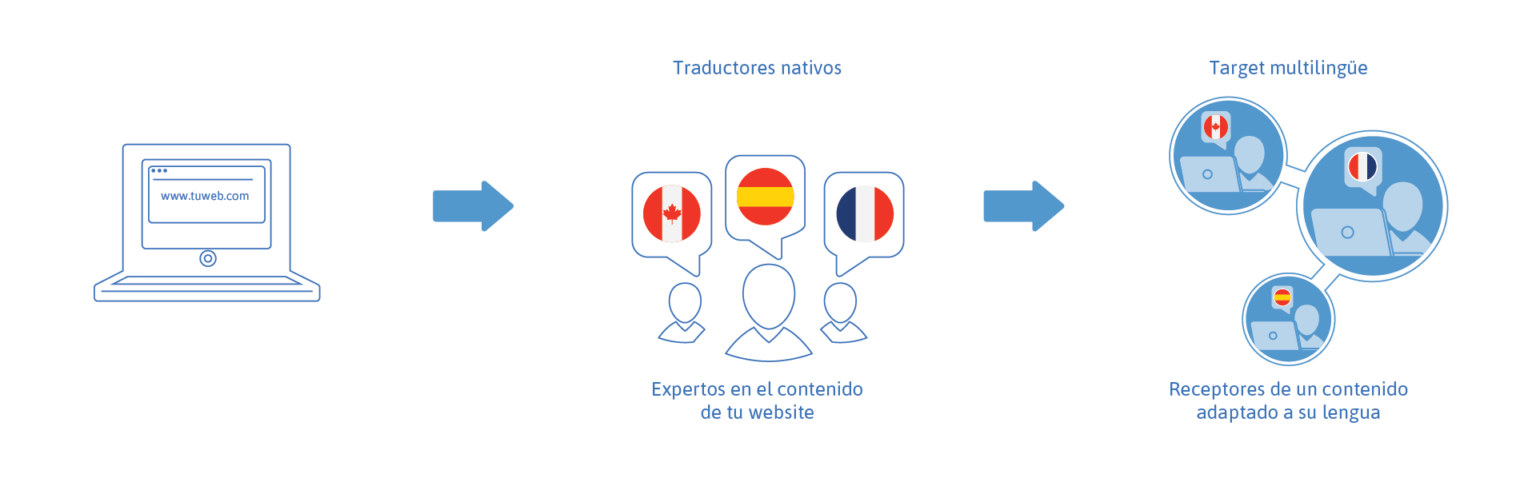 www.tuweb.com
Traductores nativos
Expertos en el contenido
de tu website
Target multilingüe
Receptores de un contenido
adaptado a su lengua